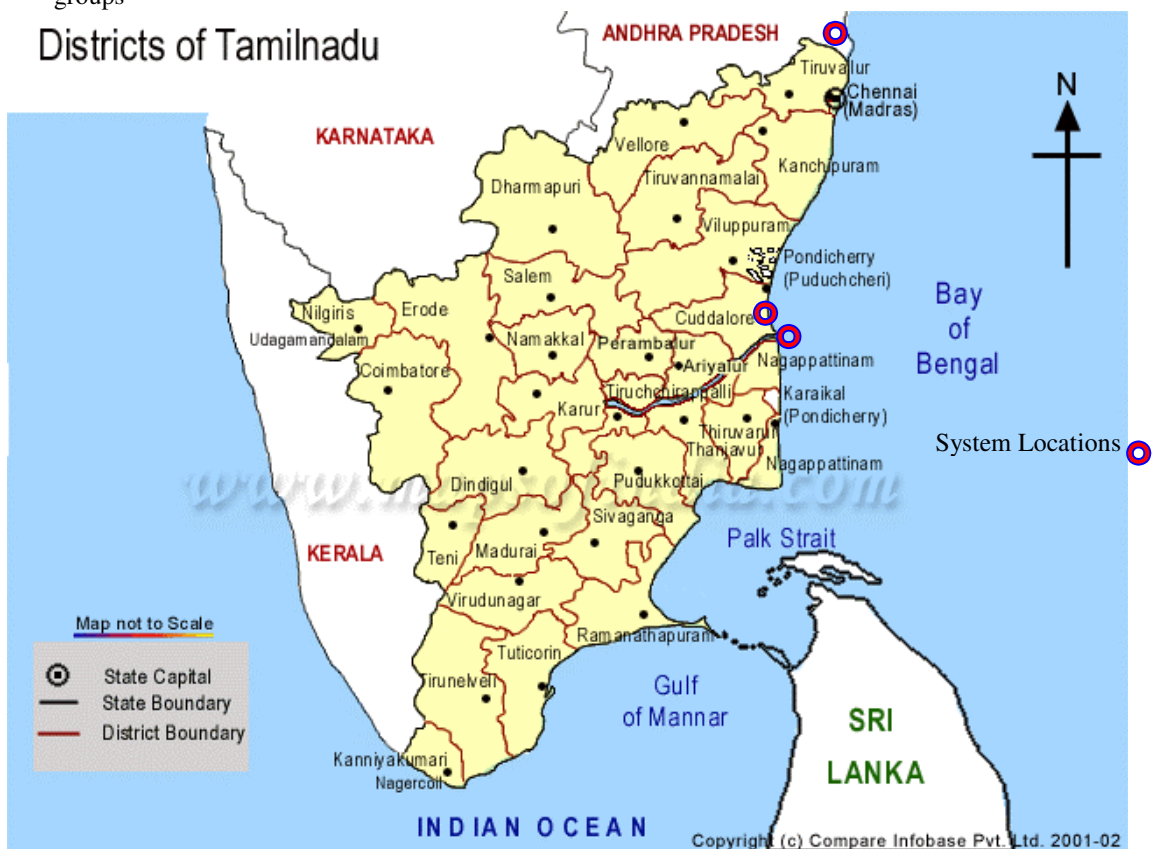 groups
Districts of Tamilnadu
ANDHRA PRADESH
Tiruvallur
Chennai
(Madras)
N
KARNATAKA
Vellore
Kanchipuram
Dharmapuri
Tiruvannamalai
Viluppuram
Pondicherry
(Puduchcheri)
Salem
Bay
of
Bengal
Nilgiris
Erode
Cuddalore
Udagamandalam
Namakkal
Perambalur
Nagappattinam
Coimbatore
Ariyalur
Tiruchchirappalli
Karaikal
(Pondicherry)
Karur
Thiruvarur
Thanjavur
System Locations
Nagappattinam
Dindigul
Pudukkottai
www.mapsofindia.com
Sivaganga
Palk Strait
KERALA
Teni
Madurai
Virudunagar
Map not to Scale
Ramanathapuram
State Capital
State Boundary
District Boundary
Tuticorin
Tirunelveli
Gulf
of Mannar
SRI
LANKA
Kanniyakumari
Nagercoil
INDIAN OCEAN
Copyright (c) Compare Infobase Pvt. Ltd. 2001-02